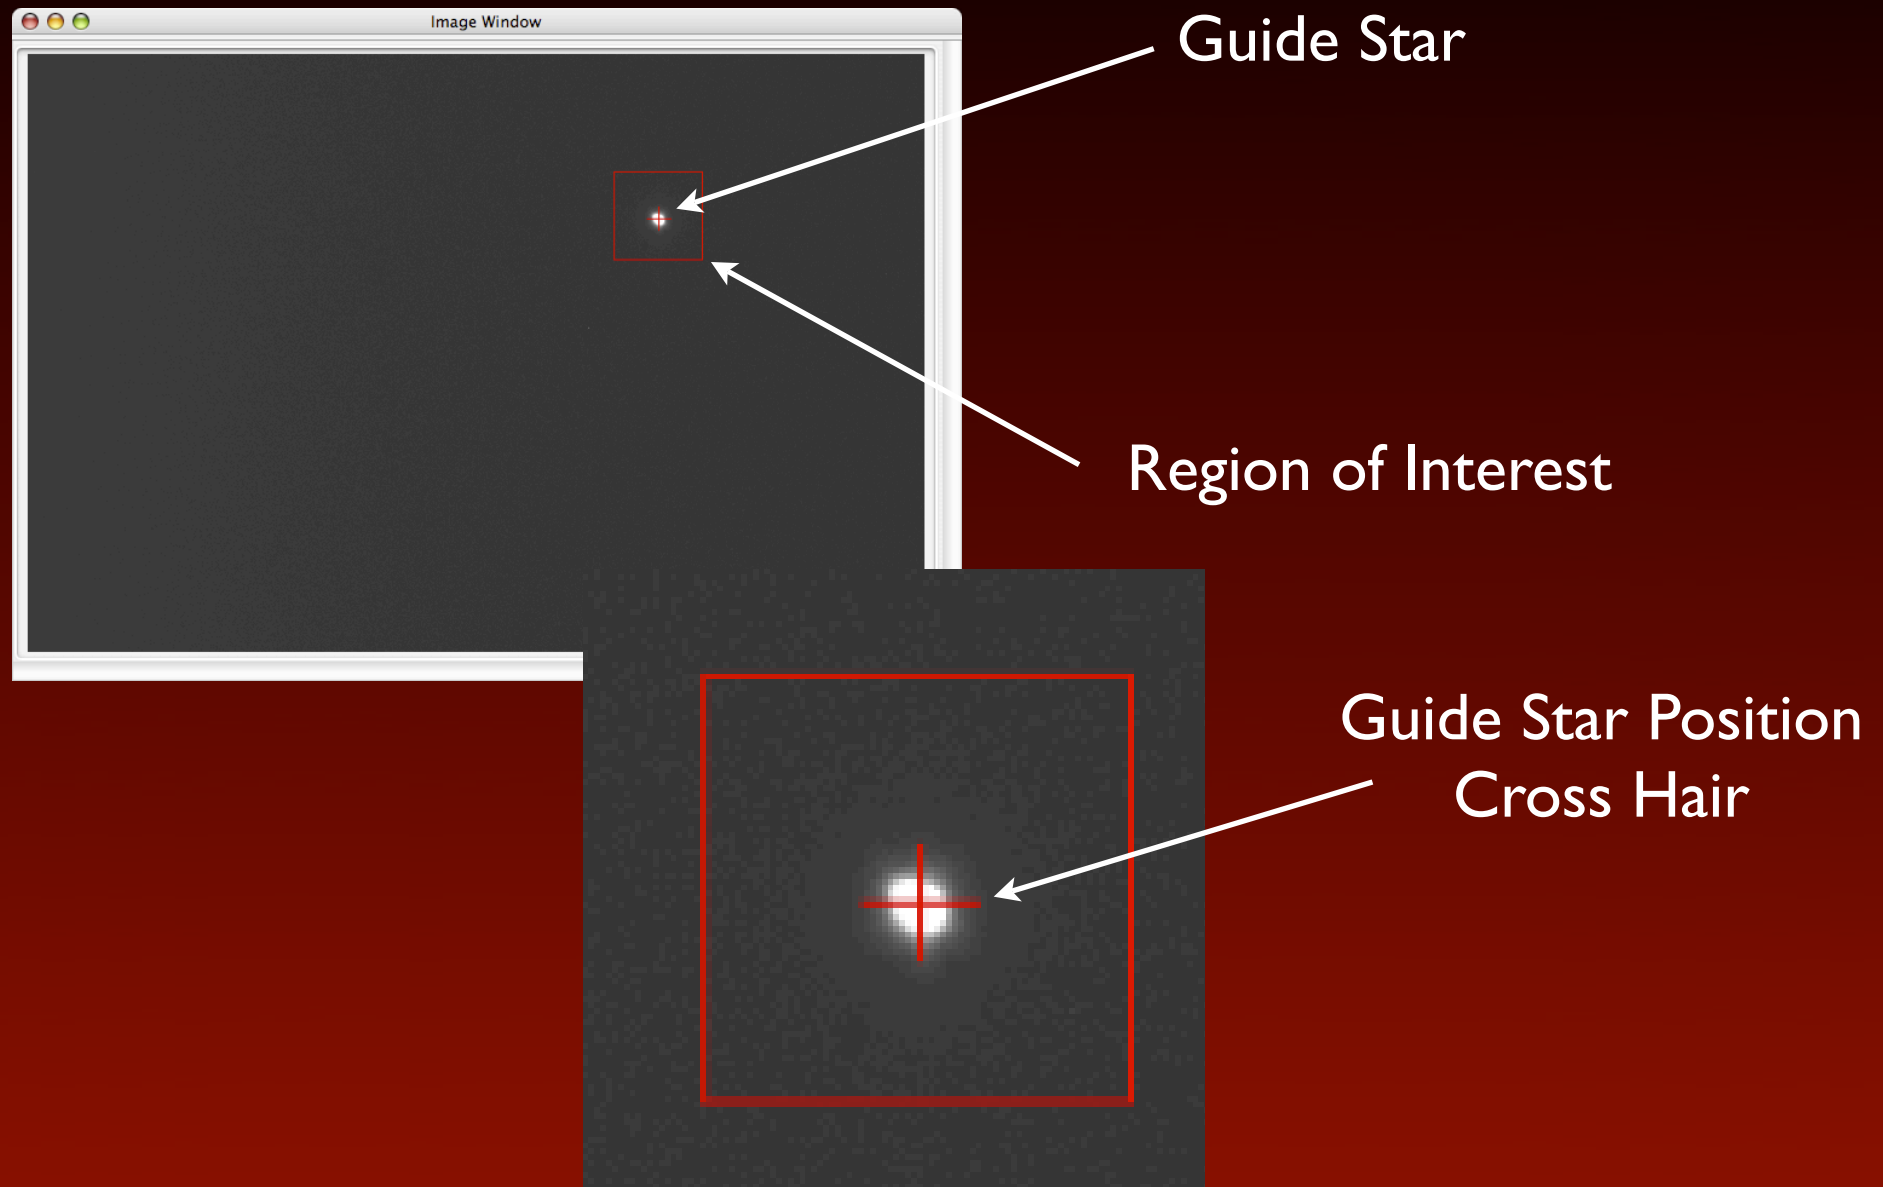 Image Window
Guide Star
Region of Interest
Guide Star Position
Cross Hair